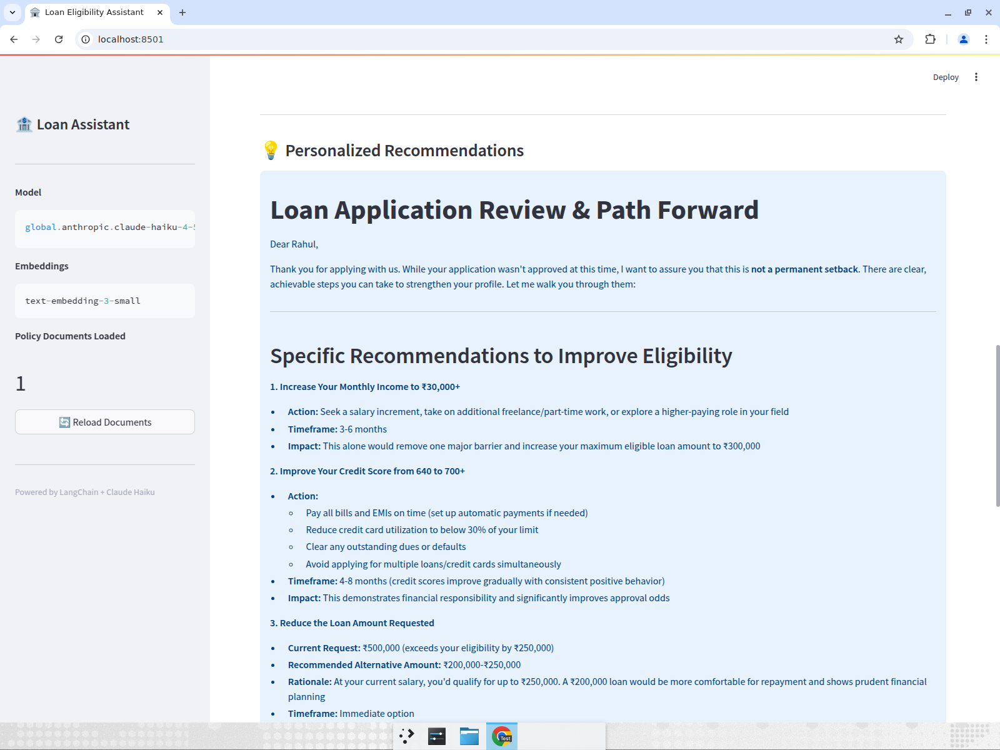 Loan Eligibility Assistant
localhost:8501
Deploy
Loan Assistant
Model
global.anthropic.claude-haiku-4-5
Embeddings
text-embedding-3-small
Policy Documents Loaded
1
Reload Documents
Powered by LangChain + Claude Haiku
Personalized Recommendations
Loan Application Review & Path Forward
Dear Rahul,
Thank you for applying with us. While your application wasn't approved at this time, I want to assure you that this is not a permanent setback. There are clear,
achievable steps you can take to strengthen your profile. Let me walk you through them:
Specific Recommendations to Improve Eligibility
1. Increase Your Monthly Income to ₹30,000+
Action: Seek a salary increment, take on additional freelance/part-time work, or explore a higher-paying role in your field
Timeframe: 3-6 months
Impact: This alone would remove one major barrier and increase your maximum eligible loan amount to ₹300,000
2. Improve Your Credit Score from 640 to 700+
Action:
Pay all bills and EMIs on time (set up automatic payments if needed)
Reduce credit card utilization to below 30% of your limit
Clear any outstanding dues or defaults
Avoid applying for multiple loans/credit cards simultaneously
Timeframe: 4-8 months (credit scores improve gradually with consistent positive behavior)
Impact: This demonstrates financial responsibility and significantly improves approval odds
3. Reduce the Loan Amount Requested
Current Request: ₹500,000 (exceeds your eligibility by ₹250,000)
Recommended Alternative Amount: ₹200,000-₹250,000
Rationale: At your current salary, you'd qualify for up to ₹250,000. A ₹200,000 loan would be more comfortable for repayment and shows prudent financial
planning
Timeframe: Immediate option
Test